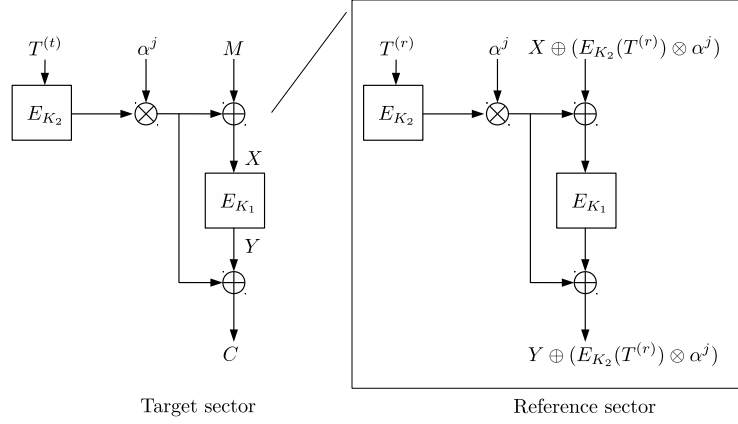 T^{(t)} α^j M
E_{K_2}
X
E_{K_1}
Y
C
Target sector
T^{(r)} α^j X ⊕ (E_{K_2}(T^{(r)}) ⊗ α^j)
E_{K_2}
E_{K_1}
Y ⊕ (E_{K_2}(T^{(r)}) ⊗ α^j)
Reference sector